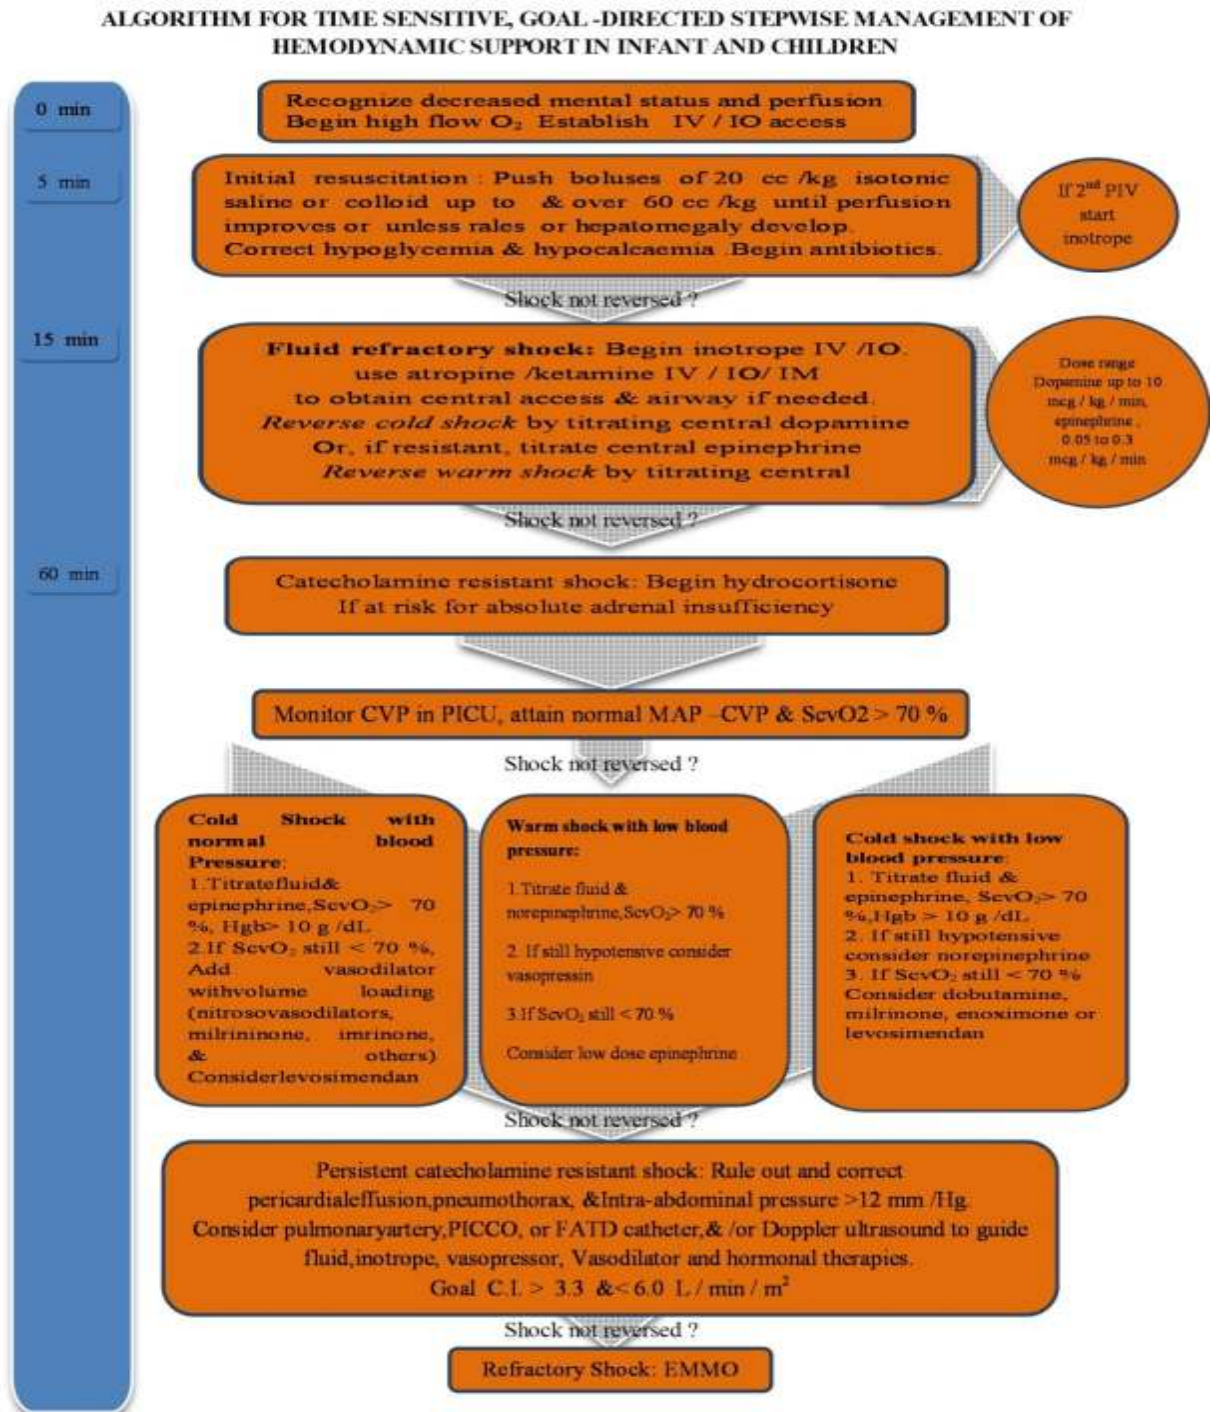 ALGORITHM FOR TIME SENSITIVE, GOAL -DIRECTED STEPWISE MANAGEMENT OF
HEMODYNAMIC SUPPORT IN INFANT AND CHILDREN
0 min
Recognize decreased mental status and perfusion
Begin high flow O₂ Establish IV / IO access
5 min
Initial resuscitation : Push boluses of 20 cc /kg isotonic
saline or colloid up to & over 60 cc /kg until perfusion
improves or unless rales or hepatomegaly develop.
Correct hypoglycemia & hypocalcaemia .Begin antibiotics.
If 2nd PIV
start
inotrope
Shock not reversed ?
15 min
Fluid refractory shock: Begin inotrope IV /IO.
use atropine /ketamine IV / IO/ IM
to obtain central access & airway if needed.
Reverse cold shock by titrating central dopamine
Or, if resistant, titrate central epinephrine
Reverse warm shock by titrating central
Dose range
Dopamine up to 10
mcg / kg / min,
epinephrine ,
0.05 to 0.3
mcg / kg / min
Shock not reversed ?
60 min
Catecholamine resistant shock: Begin hydrocortisone
If at risk for absolute adrenal insufficiency
Monitor CVP in PICU, attain normal MAP –CVP & ScvO2 > 70 %
Shock not reversed ?
Cold Shock with
normal blood
Pressure:
1.Titratefluid&
epinephrine,ScvO₂> 70
%, Hgb> 10 g /dL
2.If ScvO₂ still < 70 %,
Add vasodilator
withvolume loading
(nitrosovasodilators,
milrininone, imrinone,
& others)
Considerlevosimendan
Warm shock with low blood
pressure:
1.Titrate fluid &
norepinephrine,ScvO₂> 70 %
2. If still hypotensive consider
vasopressin
3.If ScvO₂ still < 70 %
Consider low dose epinephrine
Cold shock with low
blood pressure:
1. Titrate fluid &
epinephrine, ScvO₂> 70
%,Hgb > 10 g /dL
2. If still hypotensive
consider norepinephrine
3. If ScvO₂ still < 70 %
Consider dobutamine,
milrinone, enoximone or
levosimendan
Shock not reversed ?
Persistent catecholamine resistant shock: Rule out and correct
pericardialeffusion,pneumothorax, &Intra-abdominal pressure >12 mm /Hg.
Consider pulmonaryartery,PICCO, or FATD catheter,& /or Doppler ultrasound to guide
fluid,inotrope, vasopressor, Vasodilator and hormonal therapies.
Goal C.I. > 3.3 &< 6.0 L / min / m²
Shock not reversed ?
Refractory Shock: EMMO